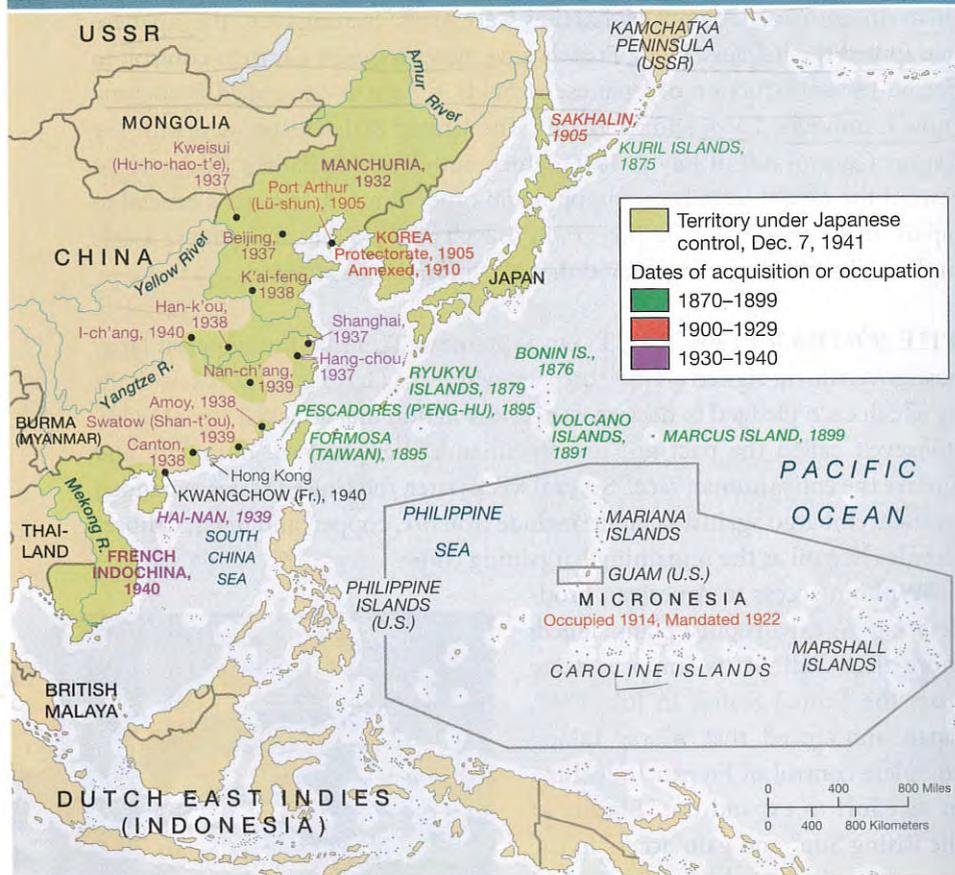 USSR
KAMCHATKA
PENINSULA
(USSR)
Amur
River
MONGOLIA
Kweisui
(Hu-ho-hao-t'e),
1937
MANCHURIA,
1932
SAKHALIN,
1905
KURIL ISLANDS,
1875
Port Arthur
(Lü-shun), 1905
Beijing,
1937
KOREA
Protectorate, 1905
Annexed, 1910
CHINA
Yellow River
JAPAN
K'ai-feng,
1938
Han-k'ou,
1938
I-ch'ang, 1940
Shanghai,
1937
Hang-chou,
1937
Nan-ch'ang,
1939
Yangtze R.
Territory under Japanese
control, Dec. 7, 1941
Dates of acquisition or occupation
1870–1899
1900–1929
1930–1940
BONIN IS.,
1876
RYUKYU
ISLANDS, 1879
Amoy, 1938
PESCADORES (P'ENG-HU), 1895
Swatow (Shan-t'ou),
1939
FORMOSA
(TAIWAN), 1895
VOLCANO
ISLANDS,
1891
MARCUS ISLAND, 1899
BURMA
(MYANMAR)
Canton,
1938
Hong Kong
KWANGCHOW (Fr.), 1940
HAI-NAN, 1939
Mekong R.
THAI-
LAND
FRENCH
INDOCHINA,
1940
SOUTH
CHINA
SEA
PHILIPPINE
SEA
PACIFIC
OCEAN
MARIANA
ISLANDS
GUAM (U.S.)
PHILIPPINE
ISLANDS
(U.S.)
MICRONESIA
Occupied 1914, Mandated 1922
CAROLINE ISLANDS
MARSHALL
ISLANDS
BRITISH
MALAYA
DUTCH EAST INDIES
(INDONESIA)
0 400 800 Miles
0 400 800 Kilometers